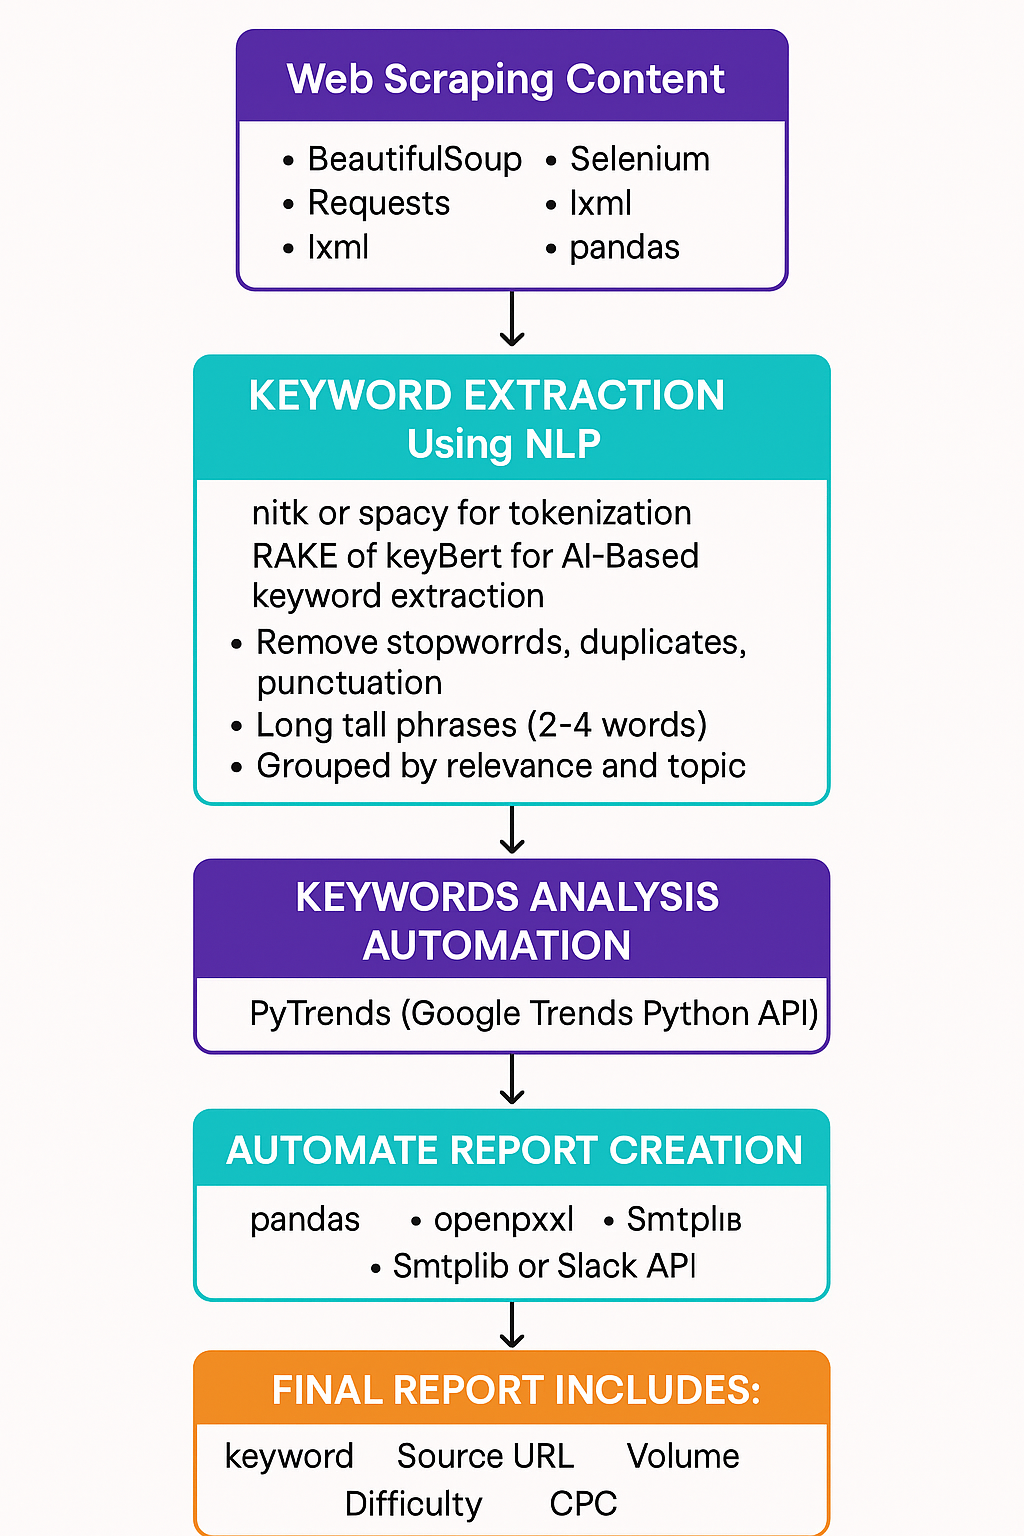 Web Scraping Content
• BeautifulSoup • Selenium
• Requests • lxml
• lxml • pandas
KEYWORD EXTRACTION
Using NLP
nitk or spacy for tokenization
RAKE of keyBert for AI-Based
keyword extraction
• Remove stopworrds, duplicates,
punctuation
• Long tall phrases (2-4 words)
• Grouped by relevance and topic
KEYWORDS ANALYSIS
AUTOMATION
PyTrends (Google Trends Python API)
AUTOMATE REPORT CREATION
pandas • openpxxl • Smtplıʙ
• Smtplib or Slack API
FINAL REPORT INCLUDES:
keyword Source URL Volume
Difficulty CPC